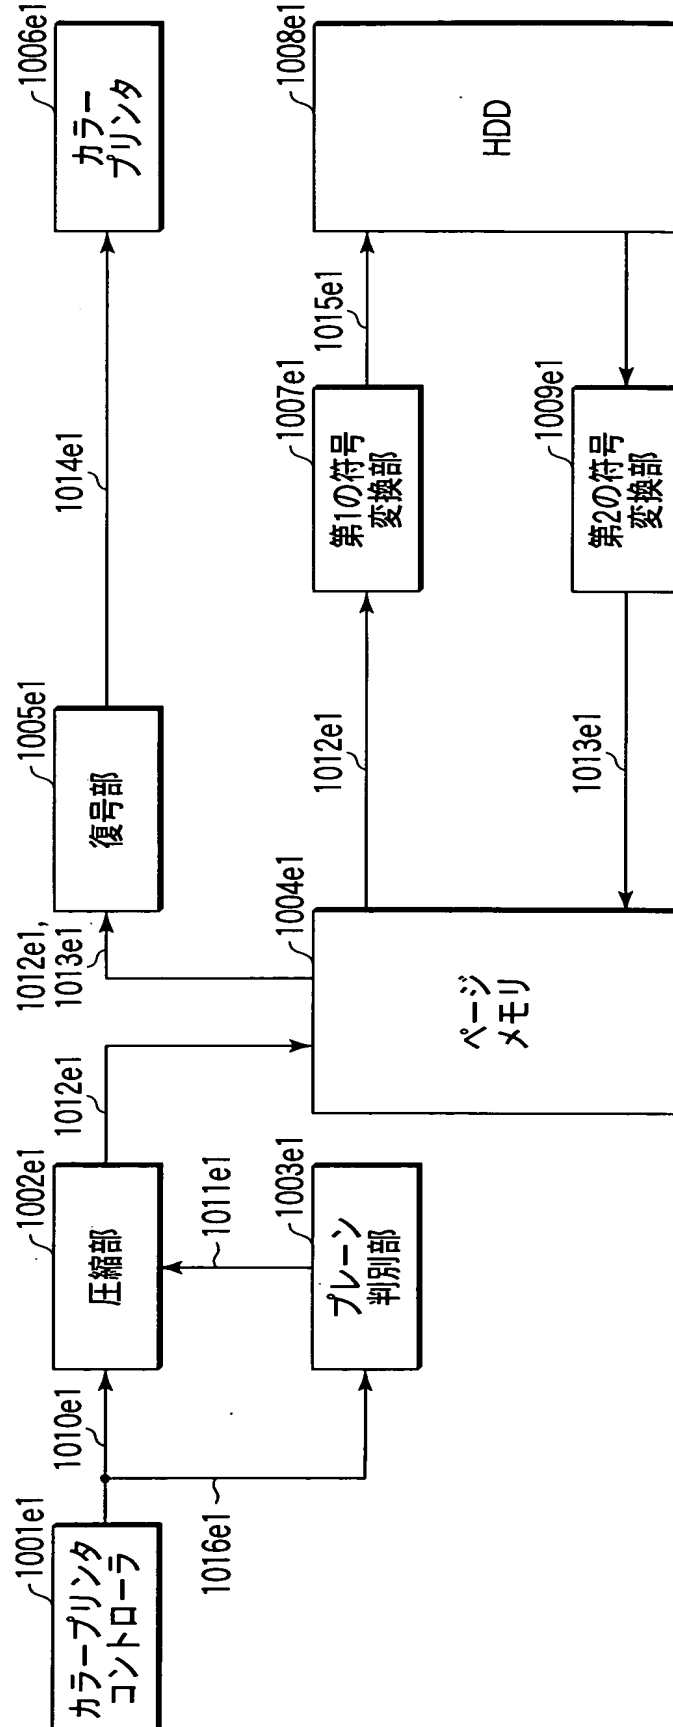 1001e1
カラープリンタ
コントローラ
1010e1
1016e1
1002e1
圧縮部
1011e1
1003e1
プレーン
判別部
1012e1
1012e1,
1013e1
1004e1
ページ
メモリ
1005e1
復号部
1014e1
1006e1
カラー
プリンタ
1012e1
1007e1
第1の符号
変換部
1015e1
1008e1
HDD
1009e1
第2の符号
変換部
1013e1